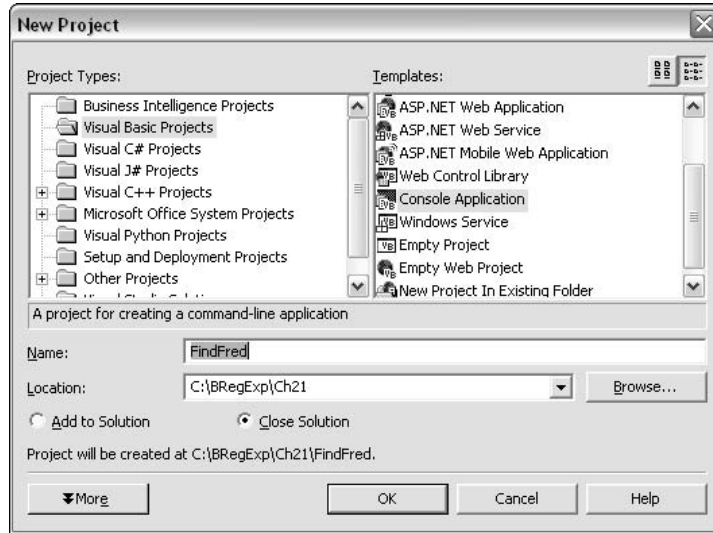 New Project
Project Types:
Business Intelligence Projects
Visual Basic Projects
Visual C# Projects
Visual J# Projects
Visual C++ Projects
Microsoft Office System Projects
Visual Python Projects
Setup and Deployment Projects
Other Projects
Templates:
ASP.NET Web Application
ASP.NET Web Service
ASP.NET Mobile Web Application
Web Control Library
Console Application
Windows Service
Empty Project
Empty Web Project
New Project In Existing Folder
A project for creating a command-line application
Name:
FindFred
Location:
C:\BRegExp\Ch21
Browse...
Add to Solution
Close Solution
Project will be created at C:\BRegExp\Ch21\FindFred.
More
OK
Cancel
Help